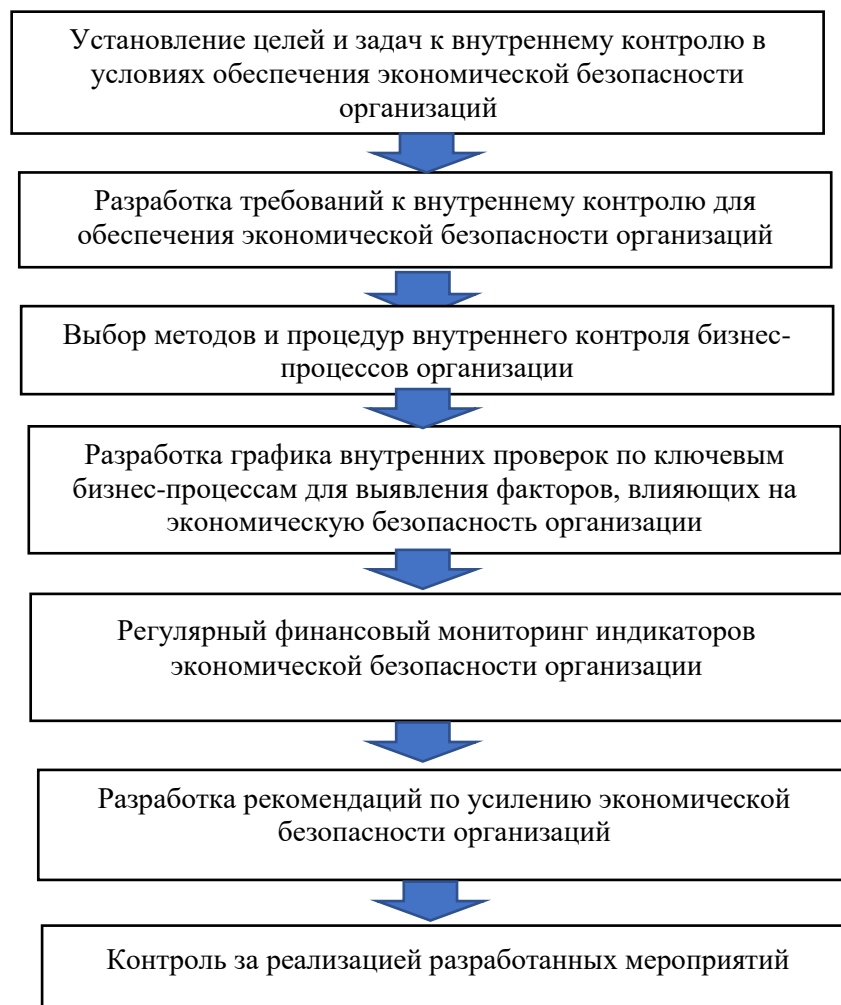 Установление целей и задач к внутреннему контролю в
условиях обеспечения экономической безопасности
организаций
Разработка требований к внутреннему контролю для
обеспечения экономической безопасности организаций
Выбор методов и процедур внутреннего контроля бизнес-
процессов организации
Разработка графика внутренних проверок по ключевым
бизнес-процессам для выявления факторов, влияющих на
экономическую безопасность организации
Регулярный финансовый мониторинг индикаторов
экономической безопасности организации
Разработка рекомендаций по усилению экономической
безопасности организаций
Контроль за реализацией разработанных мероприятий